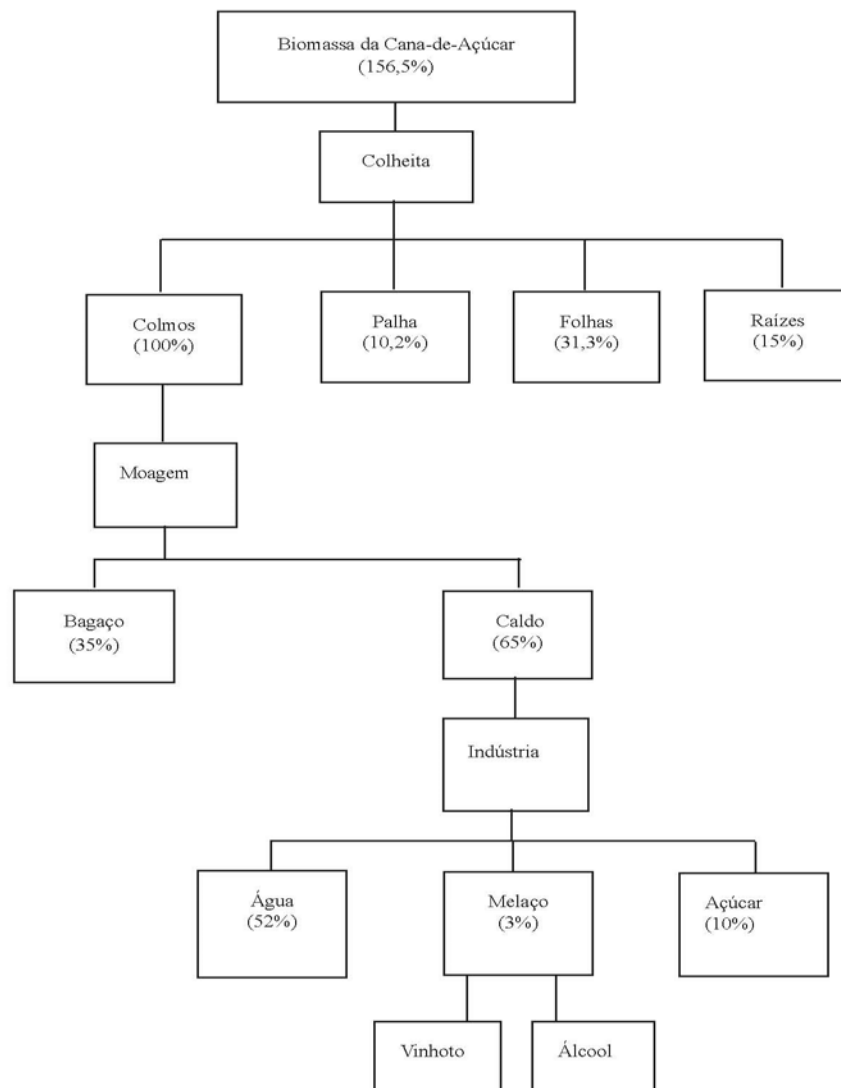 Biomassa da Cana-de-Açúcar
(156,5%)
Colheita
Colmos
(100%)
Palha
(10,2%)
Folhas
(31,3%)
Raízes
(15%)
Moagem
Bagaço
(35%)
Caldo
(65%)
Indústria
Água
(52%)
Melaço
(3%)
Açúcar
(10%)
Vinhoto
Álcool